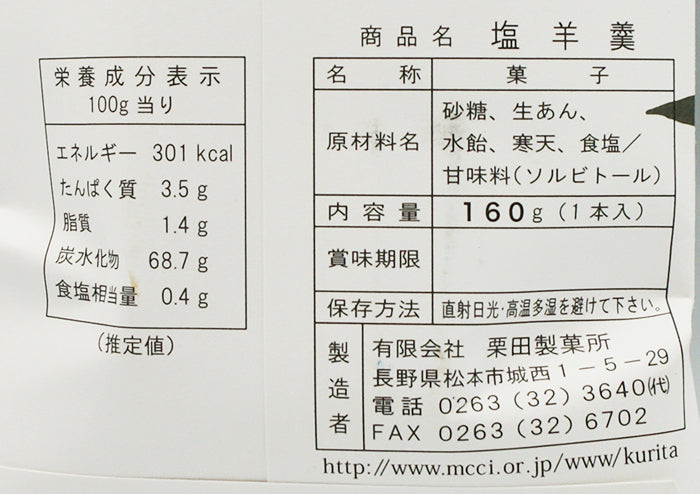 栄養成分表示
100g当り
エネルギー 301 kcal
たんぱく質 3.5 g
脂質 1.4 g
炭水化物 68.7 g
食塩相当量 0.4 g
(推定値)
商品名 塩羊羹
名称 菓子
原材料名 砂糖、生あん、
水飴、寒天、食塩／
甘味料(ソルビトール)
内容量 160g(1本入)
賞味期限
保存方法 直射日光・高温多湿を避けて下さい。
製造者 有限会社 栗田製菓所
長野県松本市城西1-5-29
電話 0263(32)3640(代)
FAX 0263(32)6702
http://www.mcci.or.jp/www/kurita